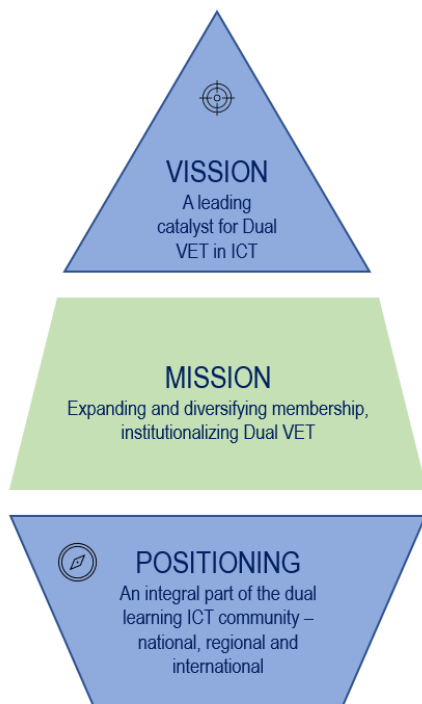 VISSION
A leading
catalyst for Dual
VET in ICT
MISSION
Expanding and diversifying membership,
institutionalizing Dual VET
POSITIONING
An integral part of the dual
learning ICT community –
national, regional and
international